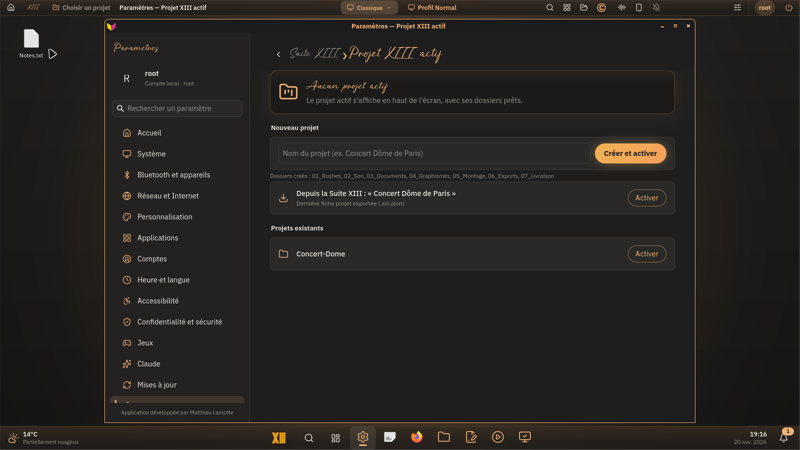 XIII
Choisir un projet
Paramètres — Projet XIII actif
Classique
Profil Normal
root
Notes.txt
Paramètres — Projet XIII actif
Paramètres
R
root
Compte local · root
Rechercher un paramètre
Accueil
Système
Bluetooth et appareils
Réseau et Internet
Personnalisation
Applications
Comptes
Heure et langue
Accessibilité
Confidentialité et sécurité
Jeux
Claude
Mises à jour
Application développée par Matthieu Lamotte
Suite XIII
Projet XIII actif
Aucun projet actif
Le projet actif s'affiche en haut de l'écran, avec ses dossiers prêts.
Nouveau projet
Nom du projet (ex. Concert Dôme de Paris)
Créer et activer
Dossiers créés : 01_Rushes, 02_Son, 03_Documents, 04_Graphismes, 05_Montage, 06_Exports, 07_Livraison
Depuis la Suite XIII : « Concert Dôme de Paris »
Dernière fiche projet exportée (.xiii.json)
Activer
Projets existants
Concert-Dome
Activer
14°C
Partiellement nuageux
XIII
19:16
20 nov. 2026
1